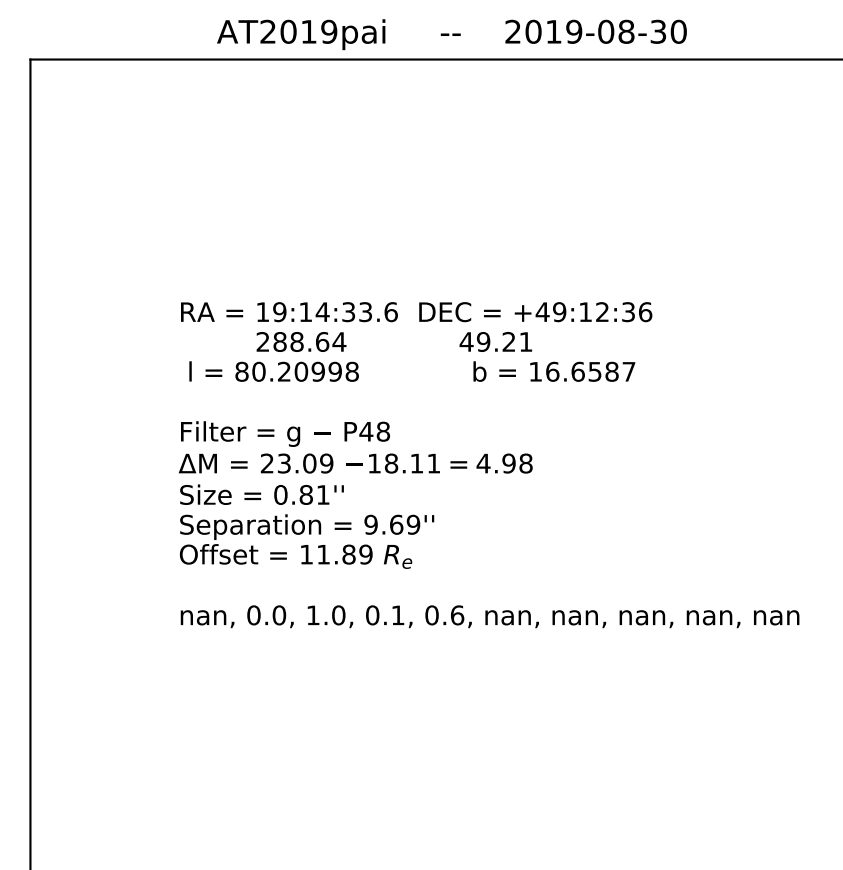 AT2019pai -- 2019-08-30
RA = 19:14:33.6 DEC = +49:12:36
288.64 49.21
l = 80.20998 b = 16.6587
Filter = g − P48
ΔM = 23.09 −18.11 = 4.98
Size = 0.81''
Separation = 9.69''
Offset = 11.89 Rₑ
nan, 0.0, 1.0, 0.1, 0.6, nan, nan, nan, nan, nan